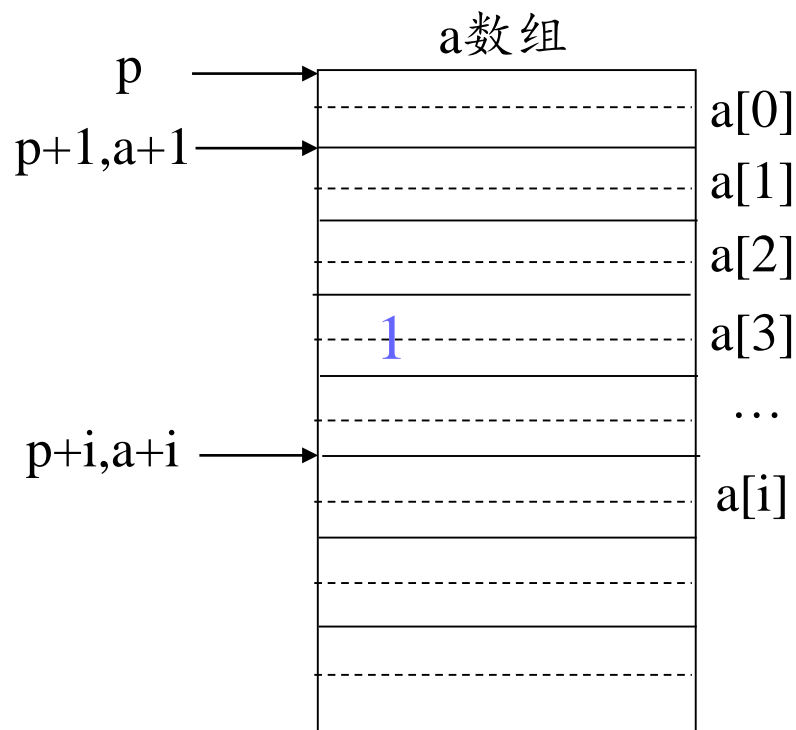 a数组
p
a[0]
p+1,a+1
a[1]
a[2]
1
a[3]
…
p+i,a+i
a[i]